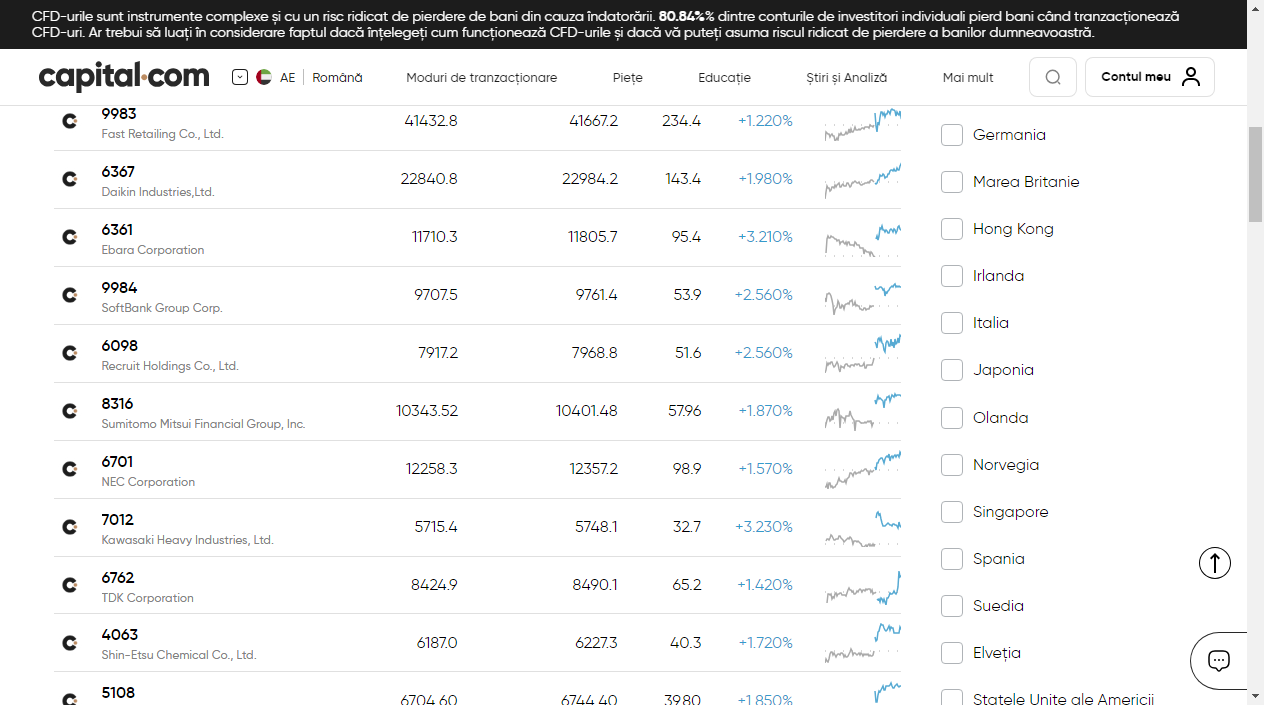 CFD-urile sunt instrumente complexe și cu un risc ridicat de pierdere de bani din cauza îndatorării. 80.84%% dintre conturile de investitori individuali pierd bani când tranzacționează
CFD-uri. Ar trebui să luați în considerare faptul dacă înțelegeți cum funcționează CFD-urile și dacă vă puteți asuma riscul ridicat de pierdere a banilor dumneavoastră.
capital.com AE Română Moduri de tranzacționare Piețe Educație Știri și Analiză Mai mult Contul meu
9983 41432.8 41667.2 234.4 +1.220%
Fast Retailing Co., Ltd.
6367 22840.8 22984.2 143.4 +1.980%
Daikin Industries,Ltd.
6361 11710.3 11805.7 95.4 +3.210%
Ebara Corporation
9984 9707.5 9761.4 53.9 +2.560%
SoftBank Group Corp.
6098 7917.2 7968.8 51.6 +2.560%
Recruit Holdings Co., Ltd.
8316 10343.52 10401.48 57.96 +1.870%
Sumitomo Mitsui Financial Group, Inc.
6701 12258.3 12357.2 98.9 +1.570%
NEC Corporation
7012 5715.4 5748.1 32.7 +3.230%
Kawasaki Heavy Industries, Ltd.
6762 8424.9 8490.1 65.2 +1.420%
TDK Corporation
4063 6187.0 6227.3 40.3 +1.720%
Shin-Etsu Chemical Co., Ltd.
5108 6704.60 6744.40 39.80 +1.850%
Germania
Marea Britanie
Hong Kong
Irlanda
Italia
Japonia
Olanda
Norvegia
Singapore
Spania
Suedia
Elveția
Statele Unite ale Americii